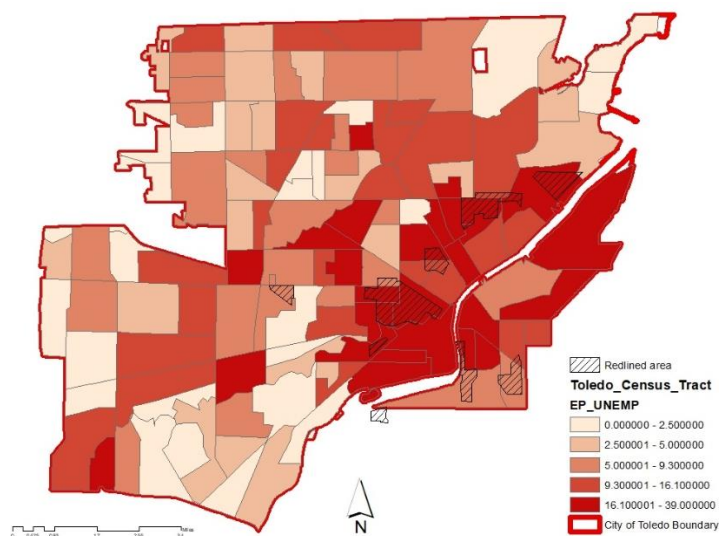 Redlined area
Toledo_Census_Tract
EP_UNEMP
0.000000 - 2.500000
2.500001 - 5.000000
5.000001 - 9.300000
9.300001 - 16.100000
16.100001 - 39.000000
City of Toledo Boundary
N
Miles